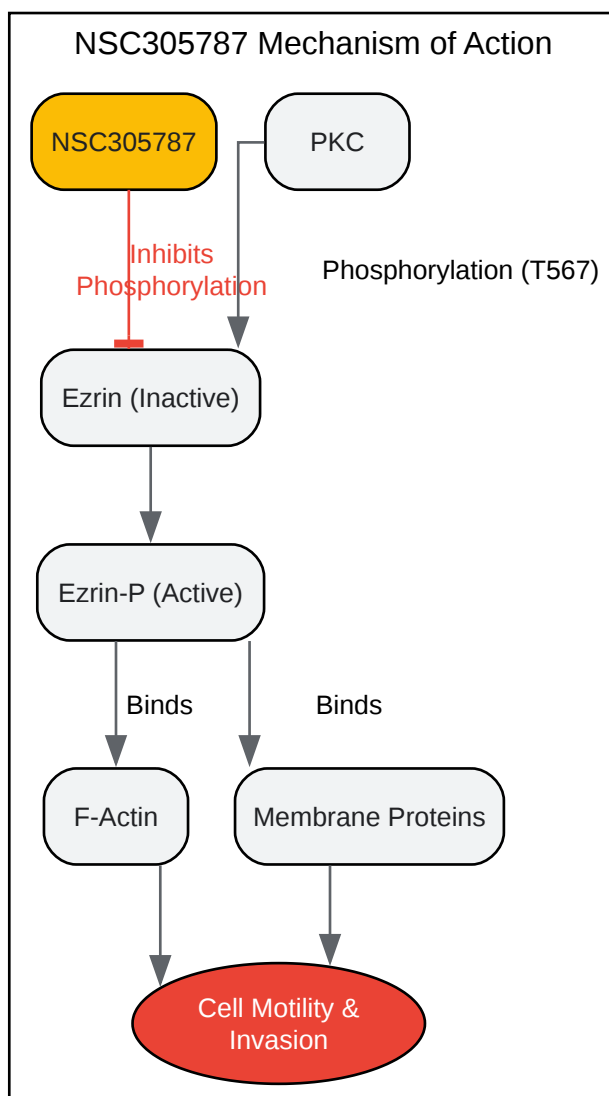 NSC305787 Mechanism of Action
NSC305787
PKC
Inhibits
Phosphorylation
Phosphorylation (T567)
Ezrin (Inactive)
Ezrin-P (Active)
Binds
Binds
F-Actin
Membrane Proteins
Cell Motility &
Invasion